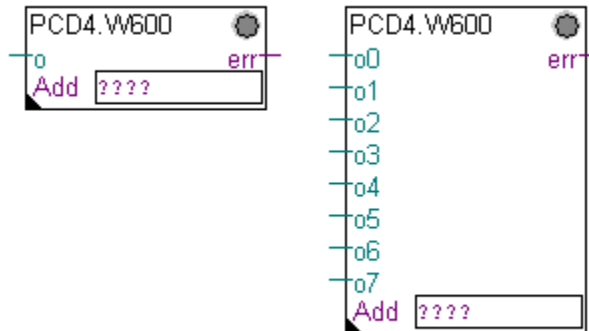 PCD4.W600
o err
Add ????
PCD4.W600
o0 err
o1
o2
o3
o4
o5
o6
o7
Add ????